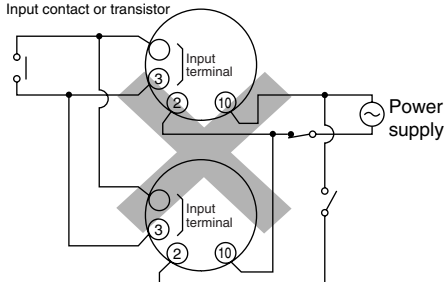 Input contact or transistor
Input
terminal
3
2
10
Power
supply
Input
terminal
3
2
10